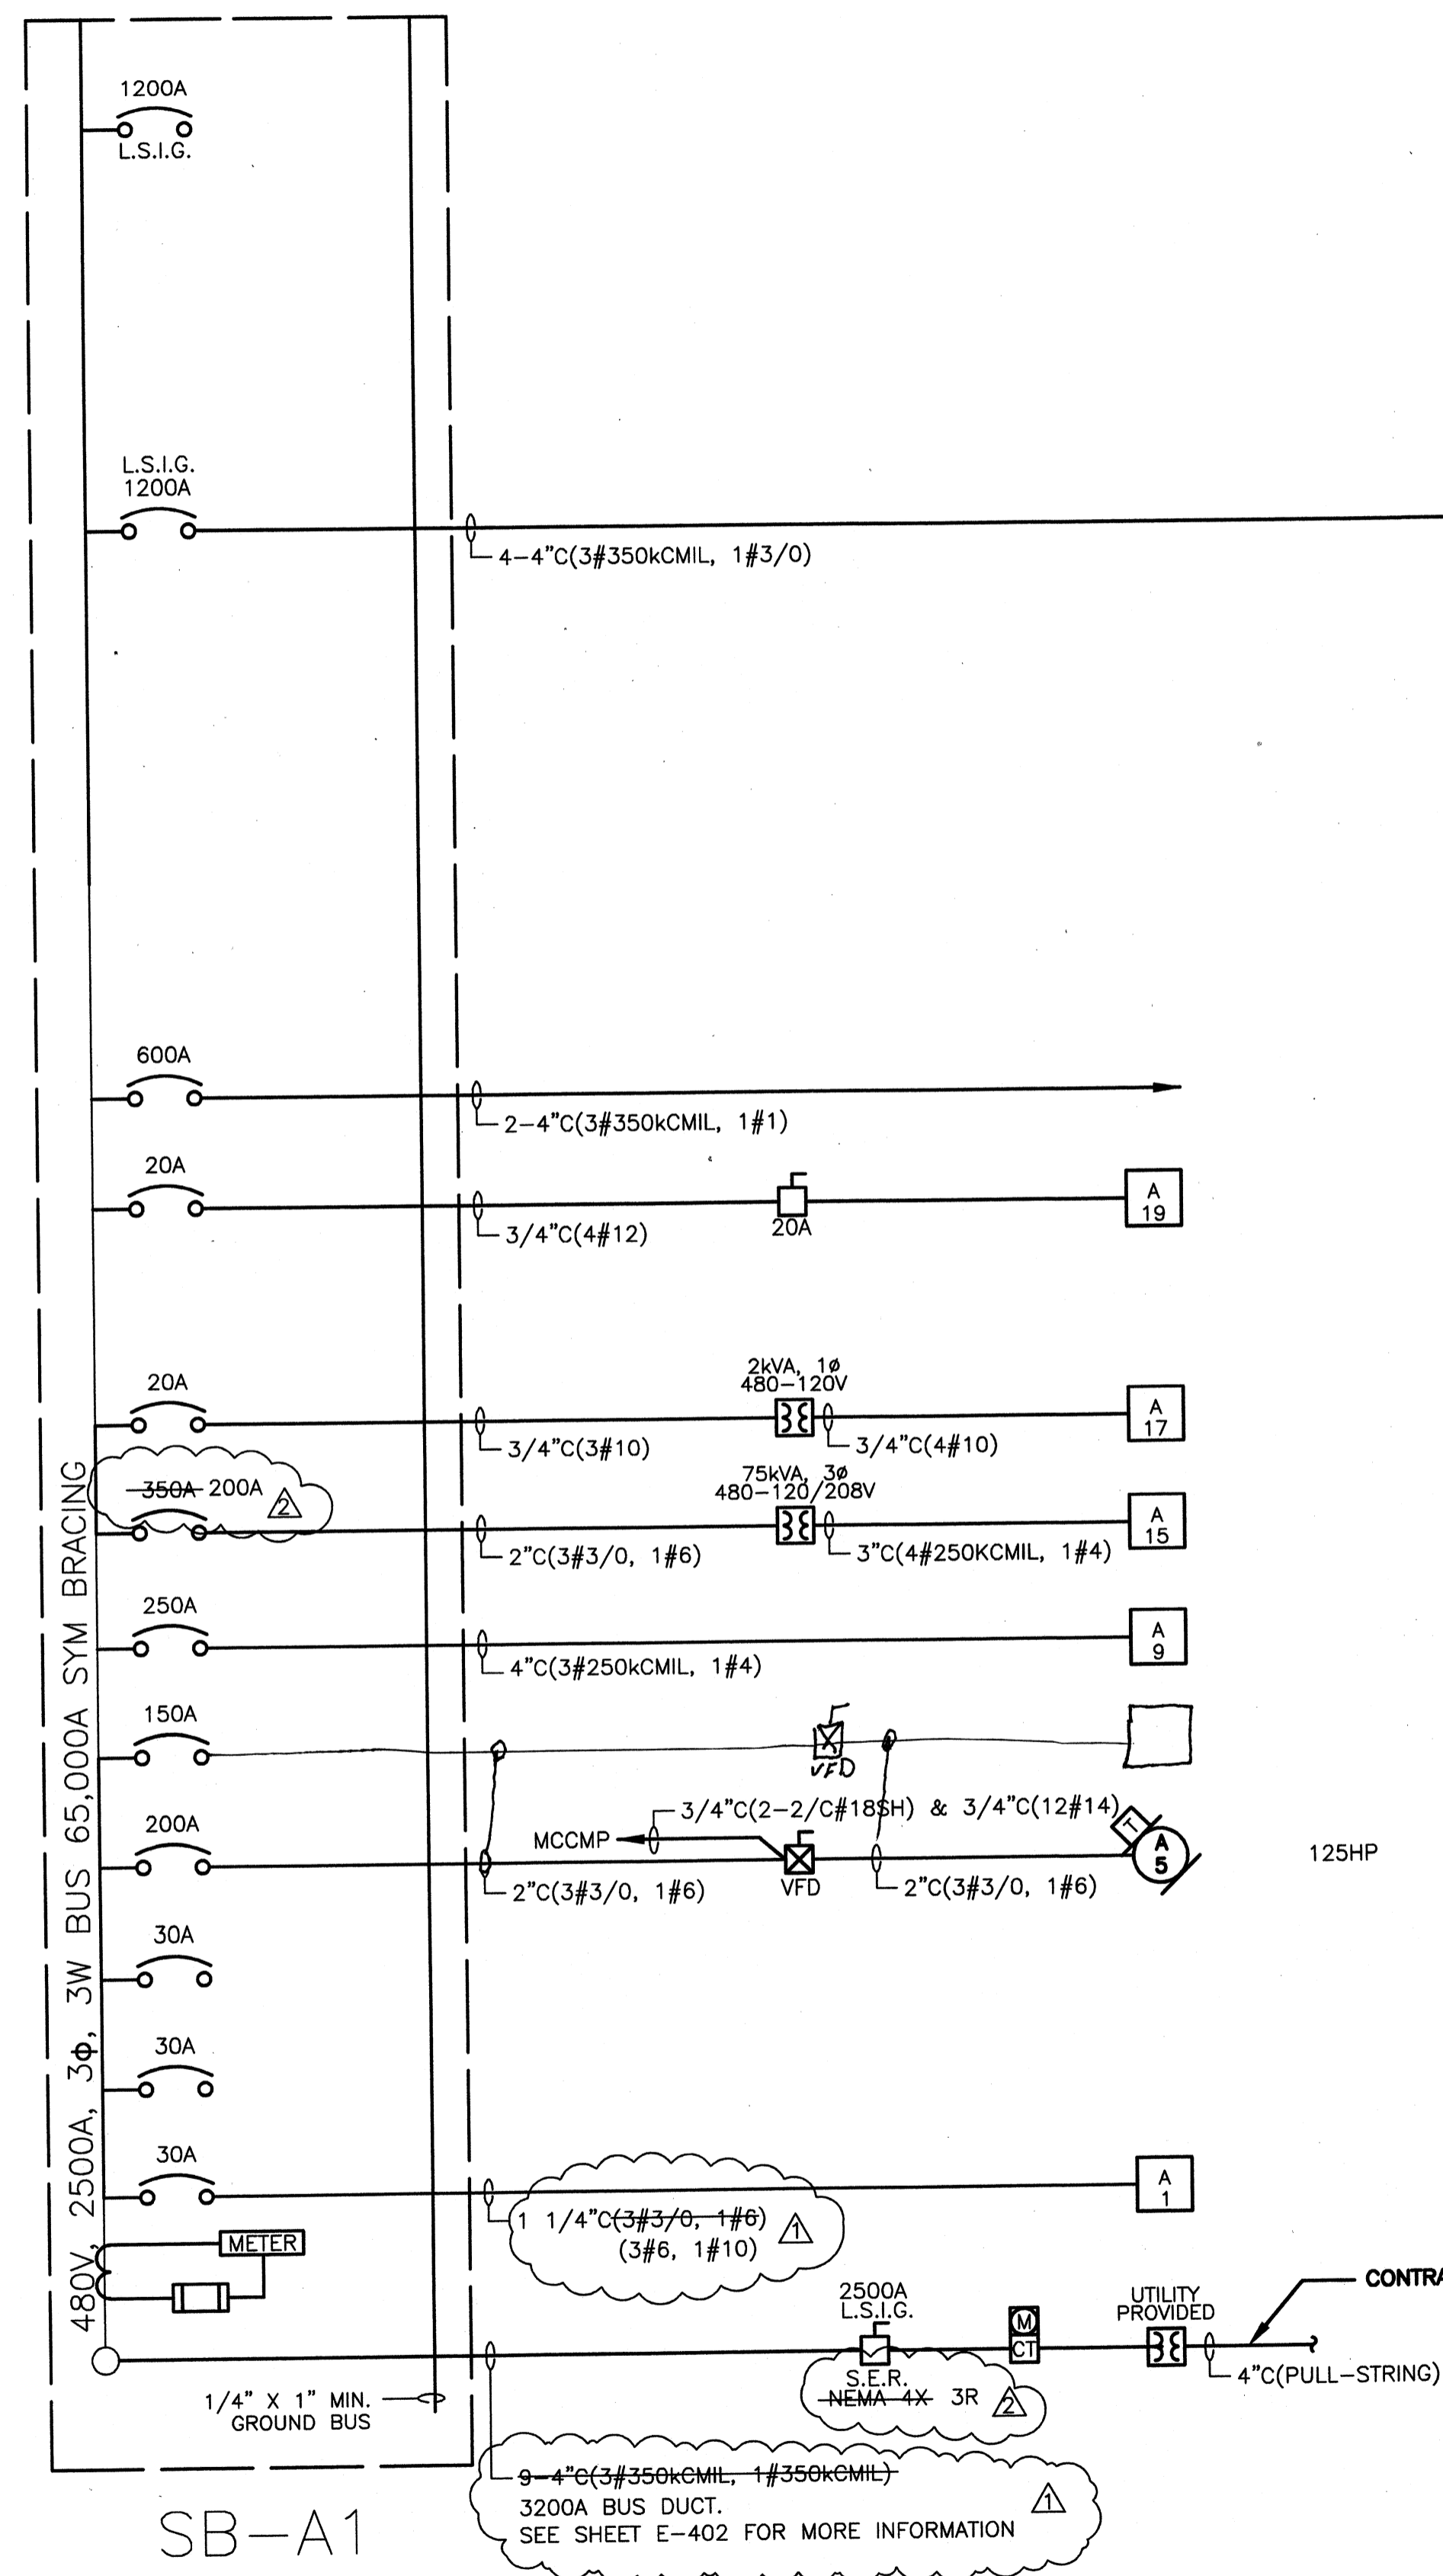 1200A
L.S.I.G.
L.S.I.G.
1200A
4-4"C(3#350kCMIL, 1#3/0)
600A
2-4"C(3#350kCMIL, 1#1)
20A
3/4"C(4#12)
20A
A
19
20A
3/4"C(3#10)
2kVA, 1ø
480-120V
3/4"C(4#10)
A
17
350A 200A
2
2"C(3#3/0, 1#6)
75kVA, 3ø
480-120/208V
3"C(4#250KCMIL, 1#4)
A
15
250A
4"C(3#250kCMIL, 1#4)
A
9
150A
VFD
3/4"C(2-2/C#18SH) & 3/4"C(12#14)
200A
MCCMP
2"C(3#3/0, 1#6)
VFD
2"C(3#3/0, 1#6)
T
A
5
125HP
30A
30A
30A
1 1/4"C(3#3/0, 1#6)
(3#6, 1#10)
1
A
1
METER
480V, 2500A, 3ф, 3W BUS 65,000A SYM BRACING
2500A
L.S.I.G.
S.E.R.
NEMA 4X 3R
2
M
CT
UTILITY
PROVIDED
CONTRA
4"C(PULL-STRING)
1/4" X 1" MIN.
GROUND BUS
9-4"C(3#350kCMIL, 1#350kCMIL)
3200A BUS DUCT.
SEE SHEET E-402 FOR MORE INFORMATION
1
SB-A1